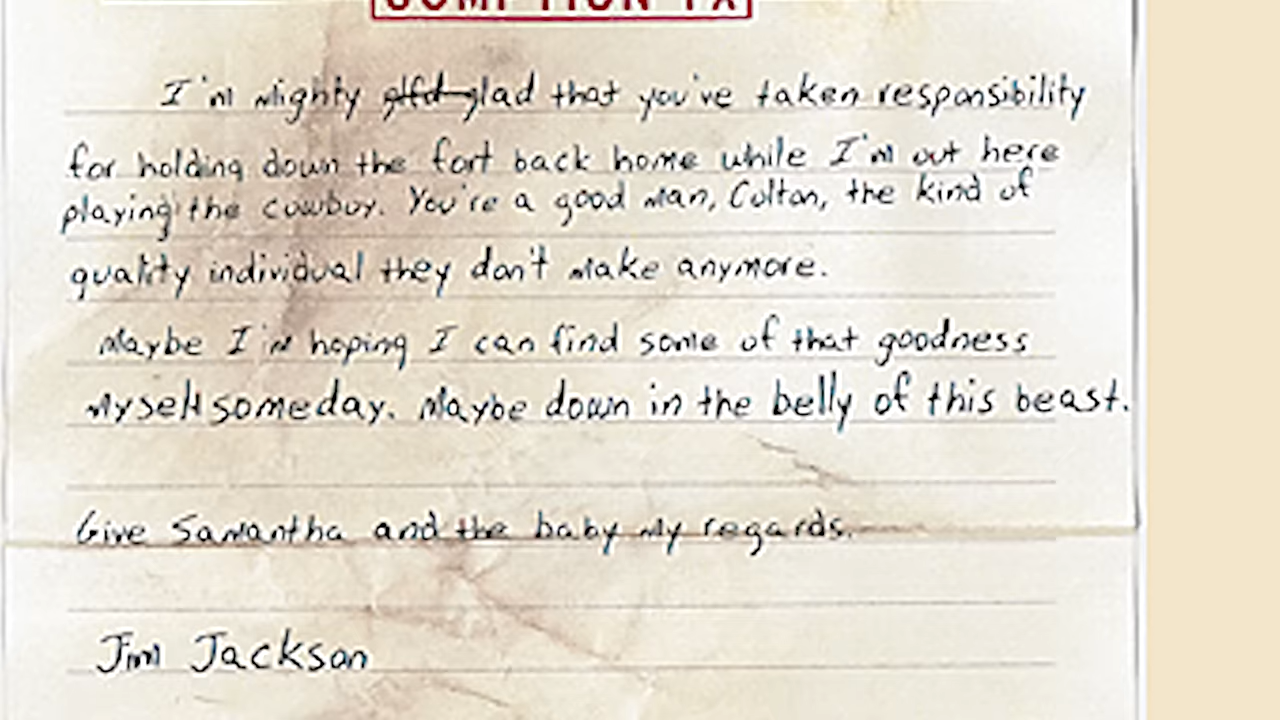 I'm mighty glad that you've taken responsibility
for holding down the fort back home while I'm out here
playing the cowboy. You're a good man, Colton, the kind of
quality individual they don't make anymore.
Maybe I'm hoping I can find some of that goodness
myself someday. Maybe down in the belly of this beast.
Give Samantha and the baby my regards.
Jim Jackson